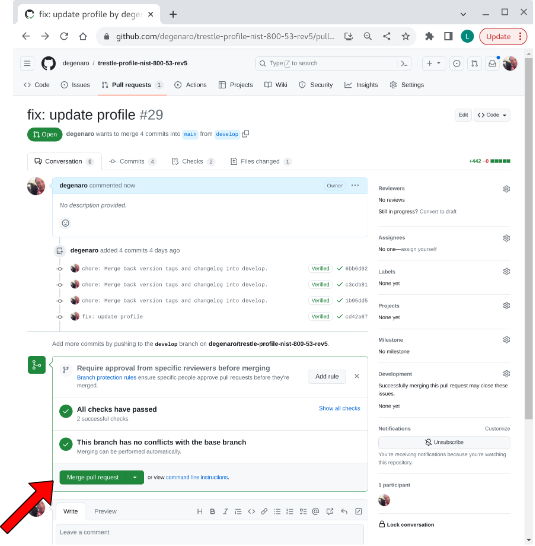 fix: update profile by degen
github.com/degenaro/trestle-profile-nist-800-53-rev5/pull...
L
Update
degenaro / trestle-profile-nist-800-53-rev5
Type / to search
Code
Issues
Pull requests 1
Actions
Projects
Wiki
Security
Insights
Settings
fix: update profile #29
Edit
Code
Open
degenaro wants to merge 4 commits into main from develop
Conversation 0
Commits 4
Checks 2
Files changed 1
+442 -0
degenaro commented now
Owner
No description provided.
degenaro added 4 commits 4 days ago
chore: Merge back version tags and changelog into develop.
Verified
chore: Merge back version tags and changelog into develop.
Verified
chore: Merge back version tags and changelog into develop.
Verified
fix: update profile
Verified
Add more commits by pushing to the develop branch on degenaro/trestle-profile-nist-800-53-rev5.
Require approval from specific reviewers before merging
Branch protection rules ensure specific people approve pull requests before they're
merged.
Add rule
All checks have passed
2 successful checks
Show all checks
This branch has no conflicts with the base branch
Merging can be performed automatically.
Merge pull request
or view command line instructions.
Write
Preview
Leave a comment
Reviewers
No reviews
Still in progress? Convert to draft
Assignees
No one—assign yourself
Labels
None yet
Projects
None yet
Milestone
No milestone
Development
Successfully merging this pull request may close these
issues.
None yet
Notifications
Customize
Unsubscribe
You're receiving notifications because you're watching
this repository.
1 participant
Lock conversation